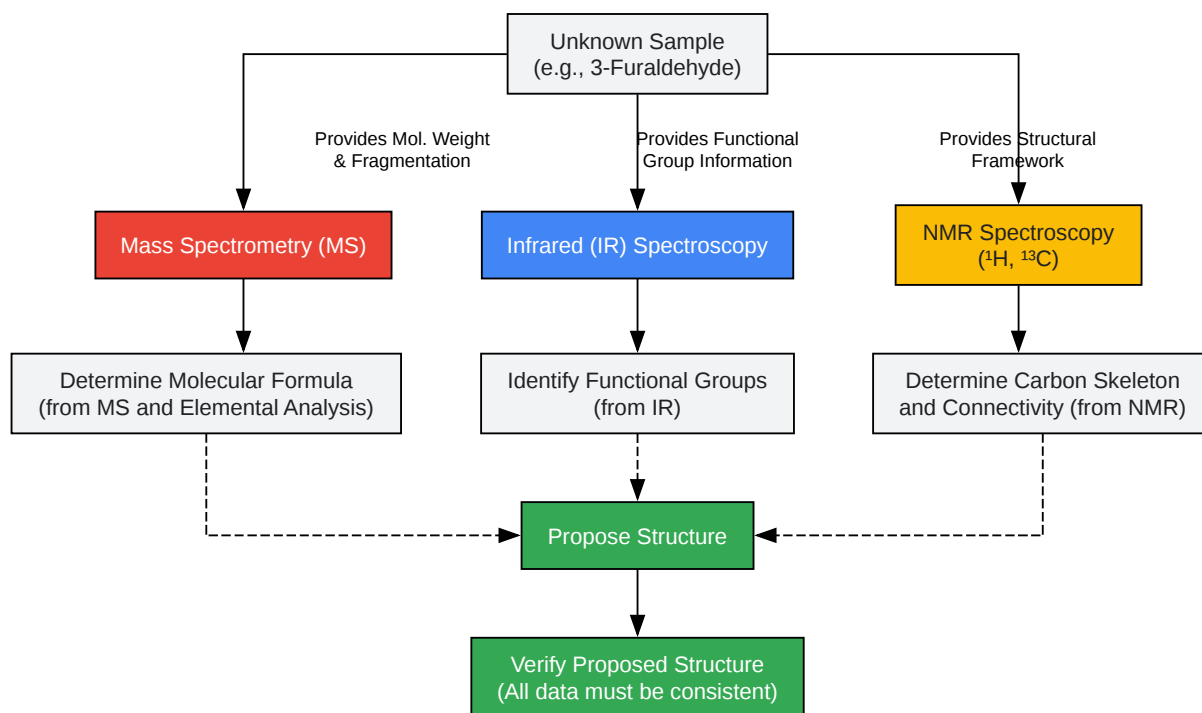 Unknown Sample
(e.g., 3-Furaldehyde)
Provides Mol. Weight
& Fragmentation
Provides Functional
Group Information
Provides Structural
Framework
Mass Spectrometry (MS)
Infrared (IR) Spectroscopy
NMR Spectroscopy
(¹H, ¹³C)
Determine Molecular Formula
(from MS and Elemental Analysis)
Identify Functional Groups
(from IR)
Determine Carbon Skeleton
and Connectivity (from NMR)
Propose Structure
Verify Proposed Structure
(All data must be consistent)